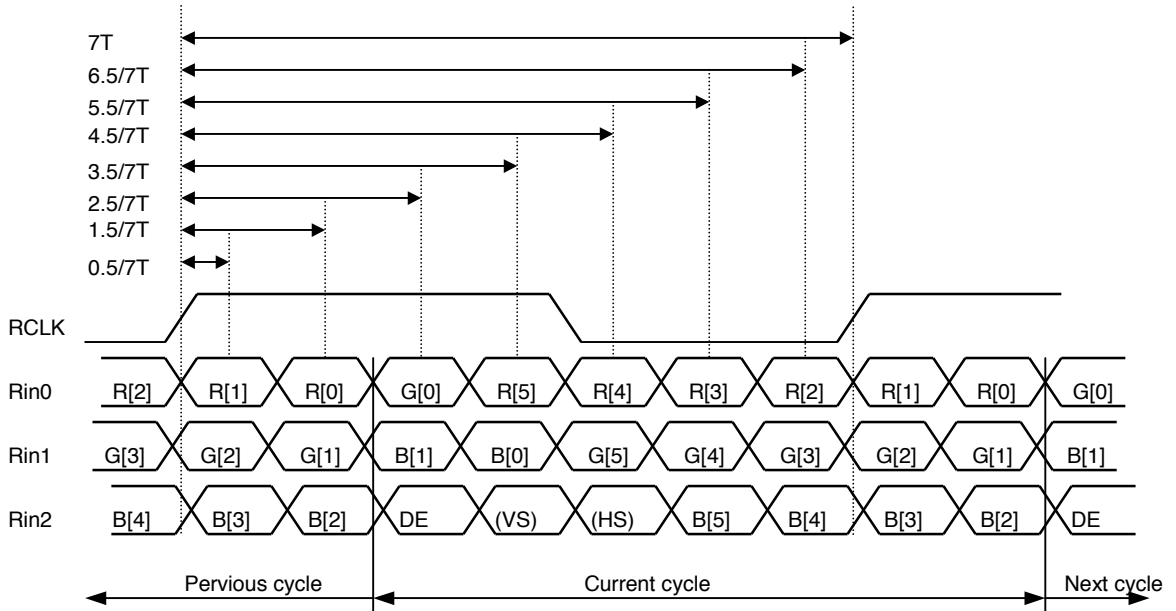 7T
6.5/7T
5.5/7T
4.5/7T
3.5/7T
2.5/7T
1.5/7T
0.5/7T
RCLK
Rin0 R[2] R[1] R[0] G[0] R[5] R[4] R[3] R[2] R[1] R[0] G[0]
Rin1 G[3] G[2] G[1] B[1] B[0] G[5] G[4] G[3] G[2] G[1] B[1]
Rin2 B[4] B[3] B[2] DE (VS) (HS) B[5] B[4] B[3] B[2] DE
Pervious cycle Current cycle Next cycle